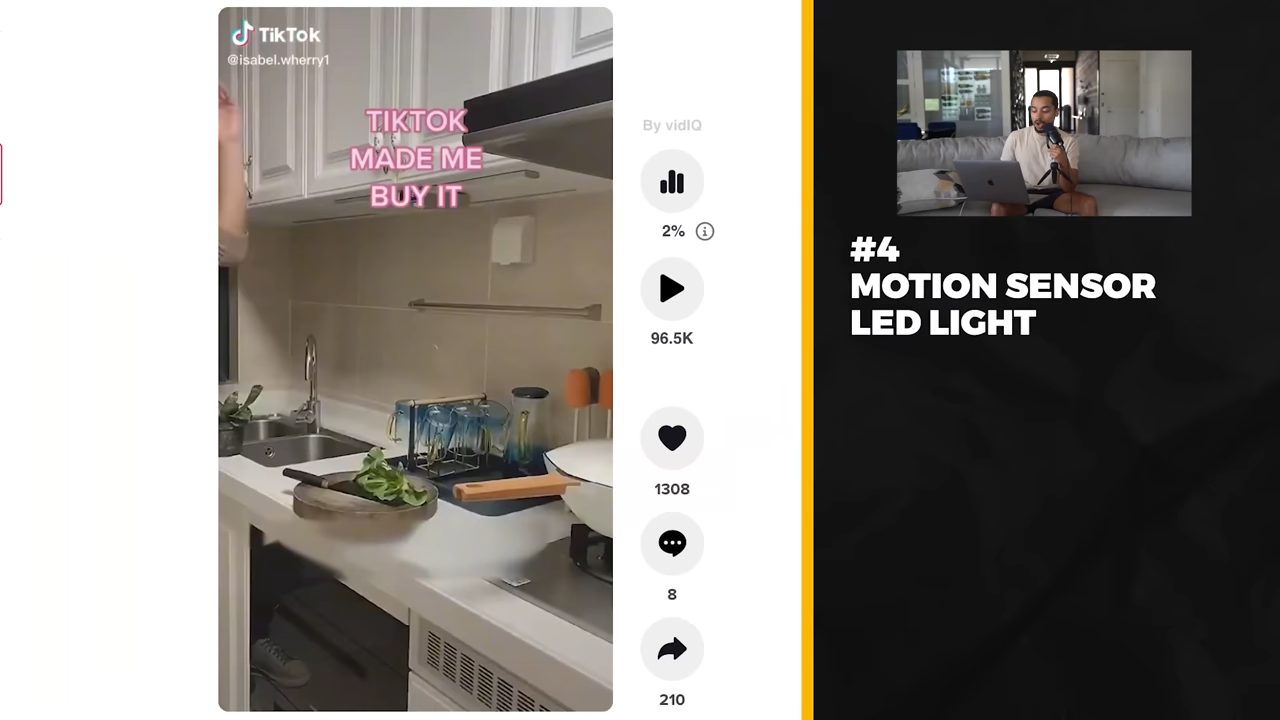 TikTok
@isabel.wherry1
TIKTOK
MADE ME
BUY IT
By vidIQ
2%
96.5K
1308
8
210
#4
MOTION SENSOR
LED LIGHT